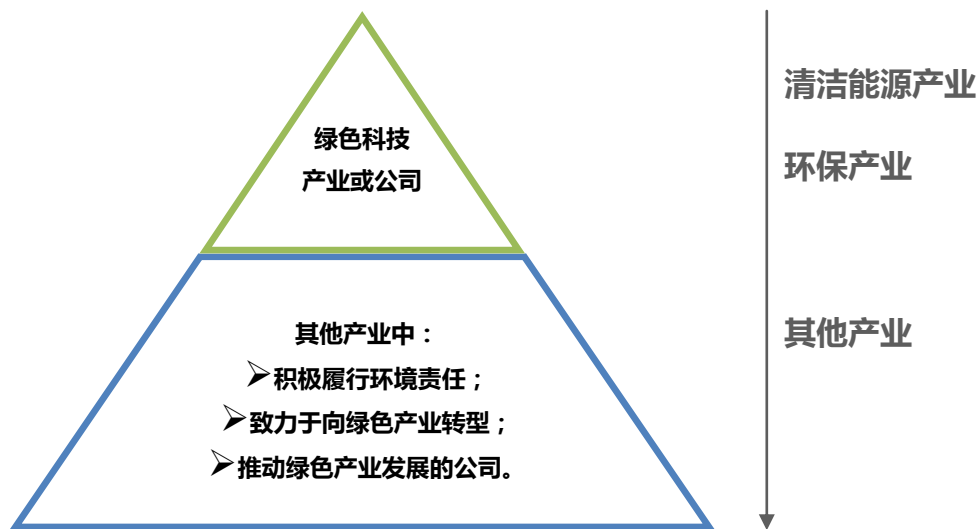 绿色科技
产业或公司
其他产业中：
➢积极履行环境责任；
➢致力于向绿色产业转型；
➢推动绿色产业发展的公司。
清洁能源产业
环保产业
其他产业